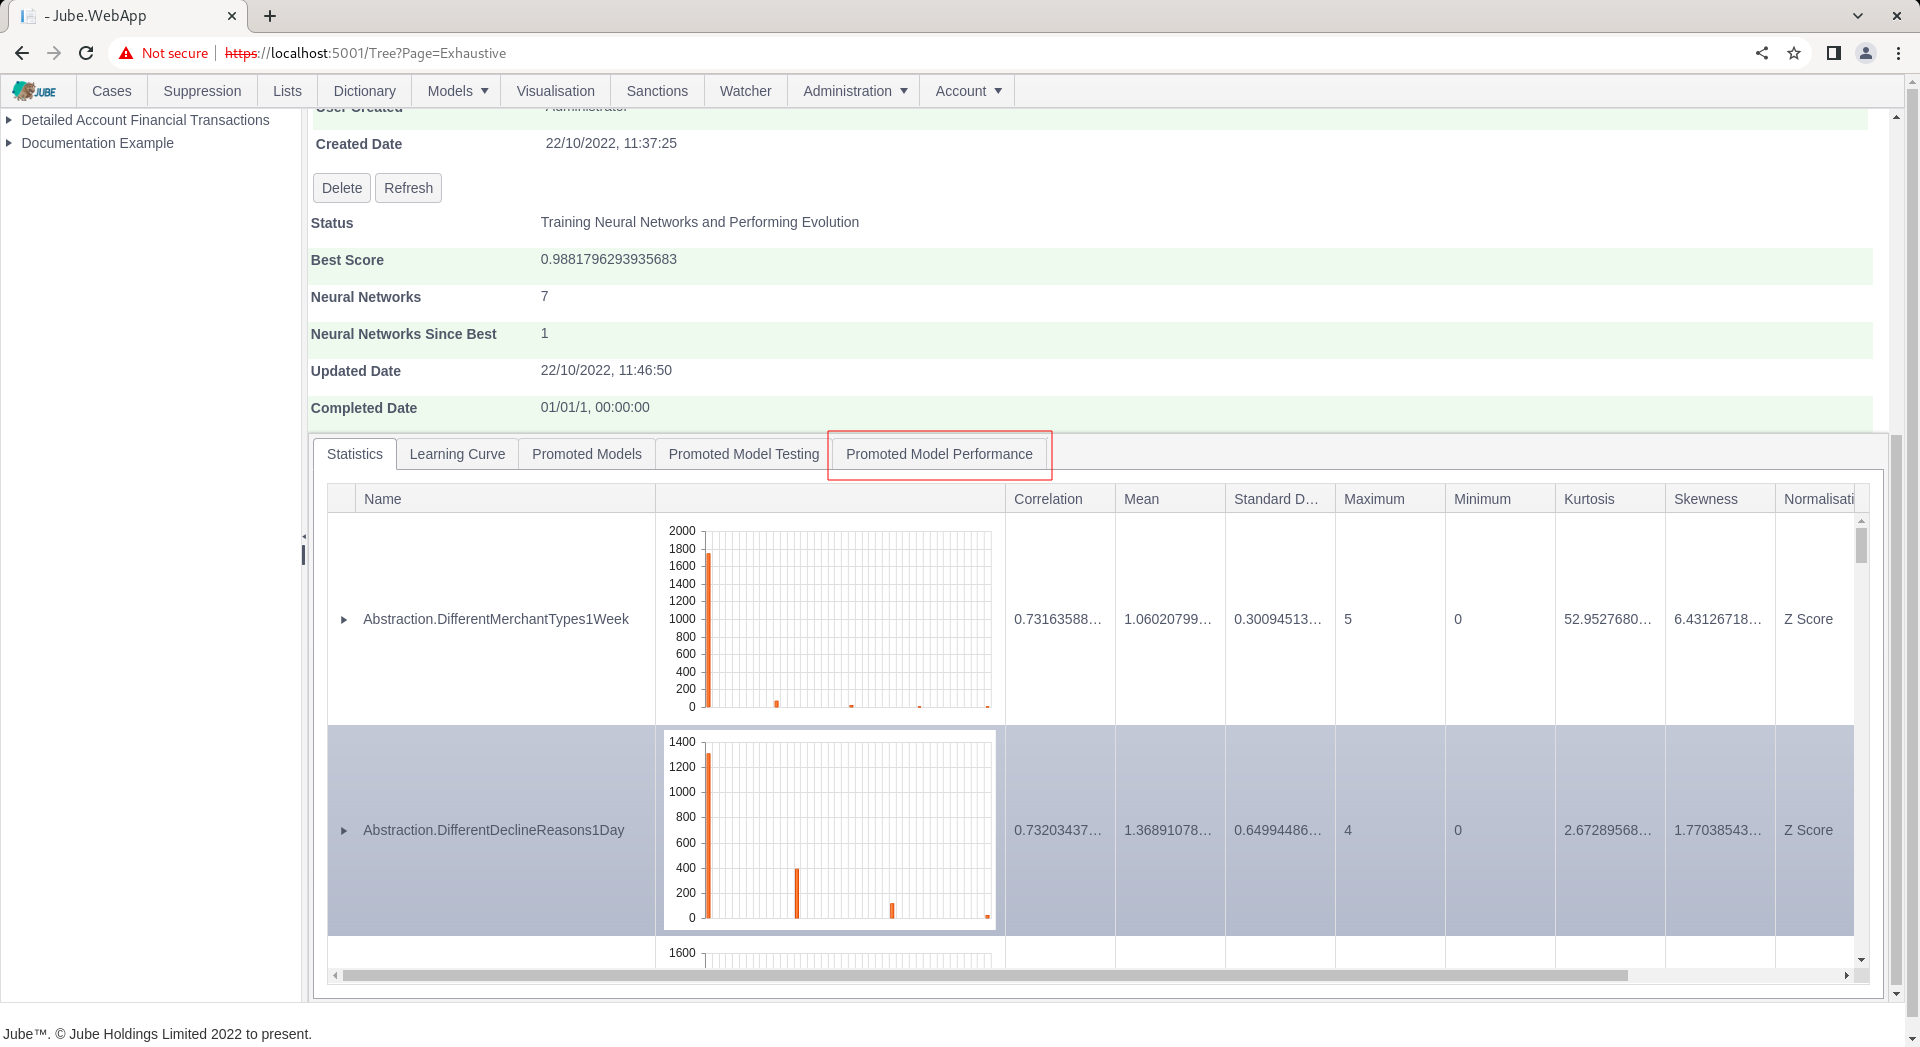 - Jube.WebApp
Not secure https://localhost:5001/Tree?Page=Exhaustive
JUBE Cases Suppression Lists Dictionary Models Visualisation Sanctions Watcher Administration Account
Detailed Account Financial Transactions
Documentation Example
User Created Administrator
Created Date 22/10/2022, 11:37:25
Delete Refresh
Status Training Neural Networks and Performing Evolution
Best Score 0.9881796293935683
Neural Networks 7
Neural Networks Since Best 1
Updated Date 22/10/2022, 11:46:50
Completed Date 01/01/1, 00:00:00
Statistics Learning Curve Promoted Models Promoted Model Testing Promoted Model Performance
Name Correlation Mean Standard D... Maximum Minimum Kurtosis Skewness Normalisati
2000
1800
1600
1400
1200
1000
800
600
400
200
0
Abstraction.DifferentMerchantTypes1Week 0.73163588... 1.06020799... 0.30094513... 5 0 52.9527680... 6.43126718... Z Score
1400
1200
1000
800
600
400
200
0
Abstraction.DifferentDeclineReasons1Day 0.73203437... 1.36891078... 0.64994486... 4 0 2.67289568... 1.77038543... Z Score
1600
Jube™. © Jube Holdings Limited 2022 to present.